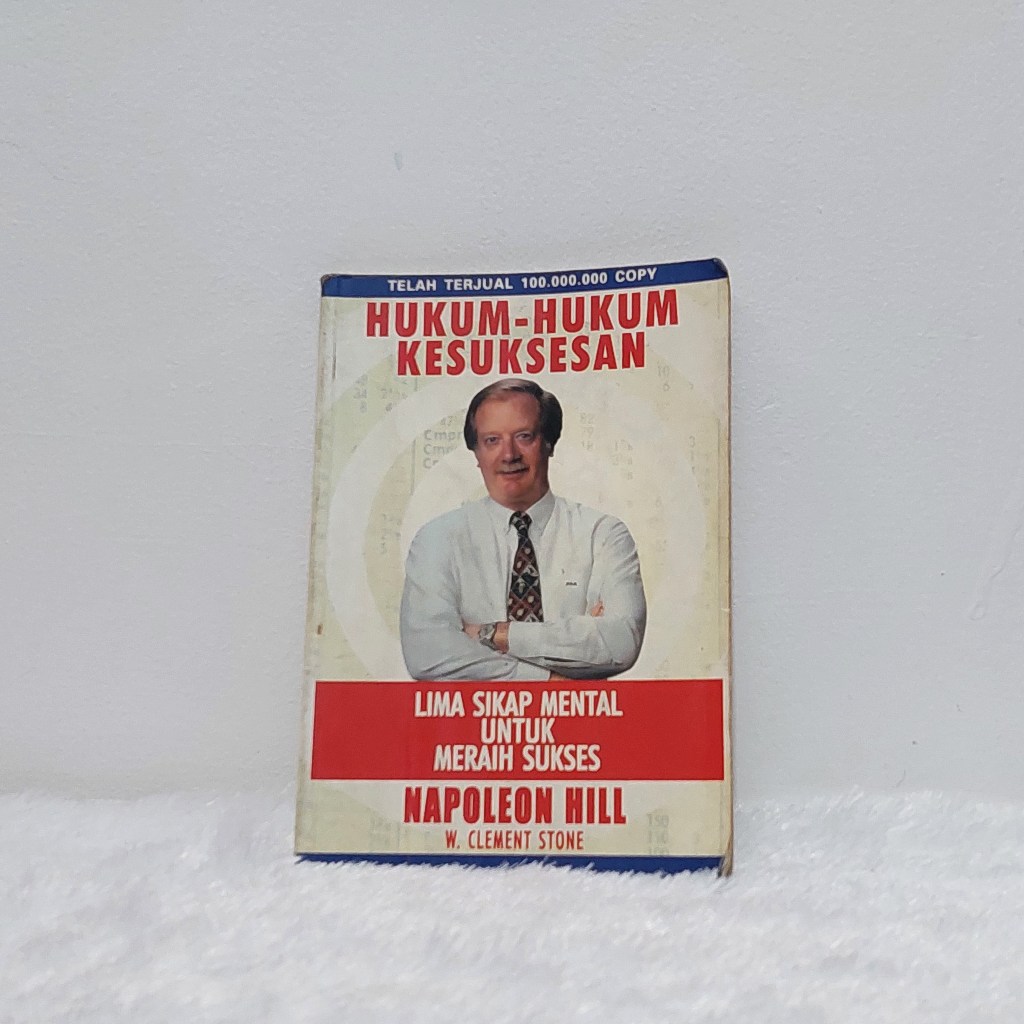 TELAH TERJUAL 100.000.000 COPY
HUKUM-HUKUM
KESUKSESAN
LIMA SIKAP MENTAL
UNTUK
MERAIH SUKSES
NAPOLEON HILL
W. CLEMENT STONE